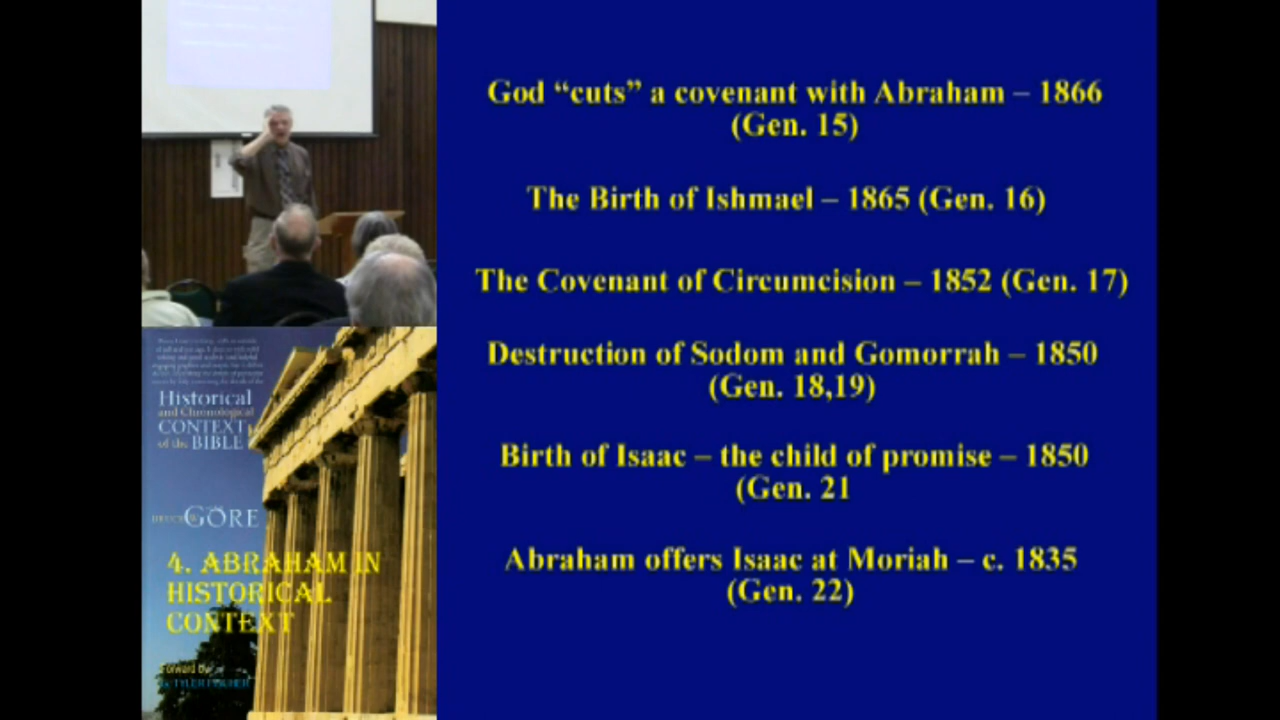 God “cuts” a covenant with Abraham – 1866
(Gen. 15)
The Birth of Ishmael – 1865 (Gen. 16)
The Covenant of Circumcision – 1852 (Gen. 17)
Destruction of Sodom and Gomorrah – 1850
(Gen. 18,19)
Birth of Isaac – the child of promise – 1850
(Gen. 21
Abraham offers Isaac at Moriah – c. 1835
(Gen. 22)
Historical
and Chronological
CONTEXT
of the BIBLE
GORE
4. ABRAHAM IN
HISTORICAL
CONTEXT
Forward by